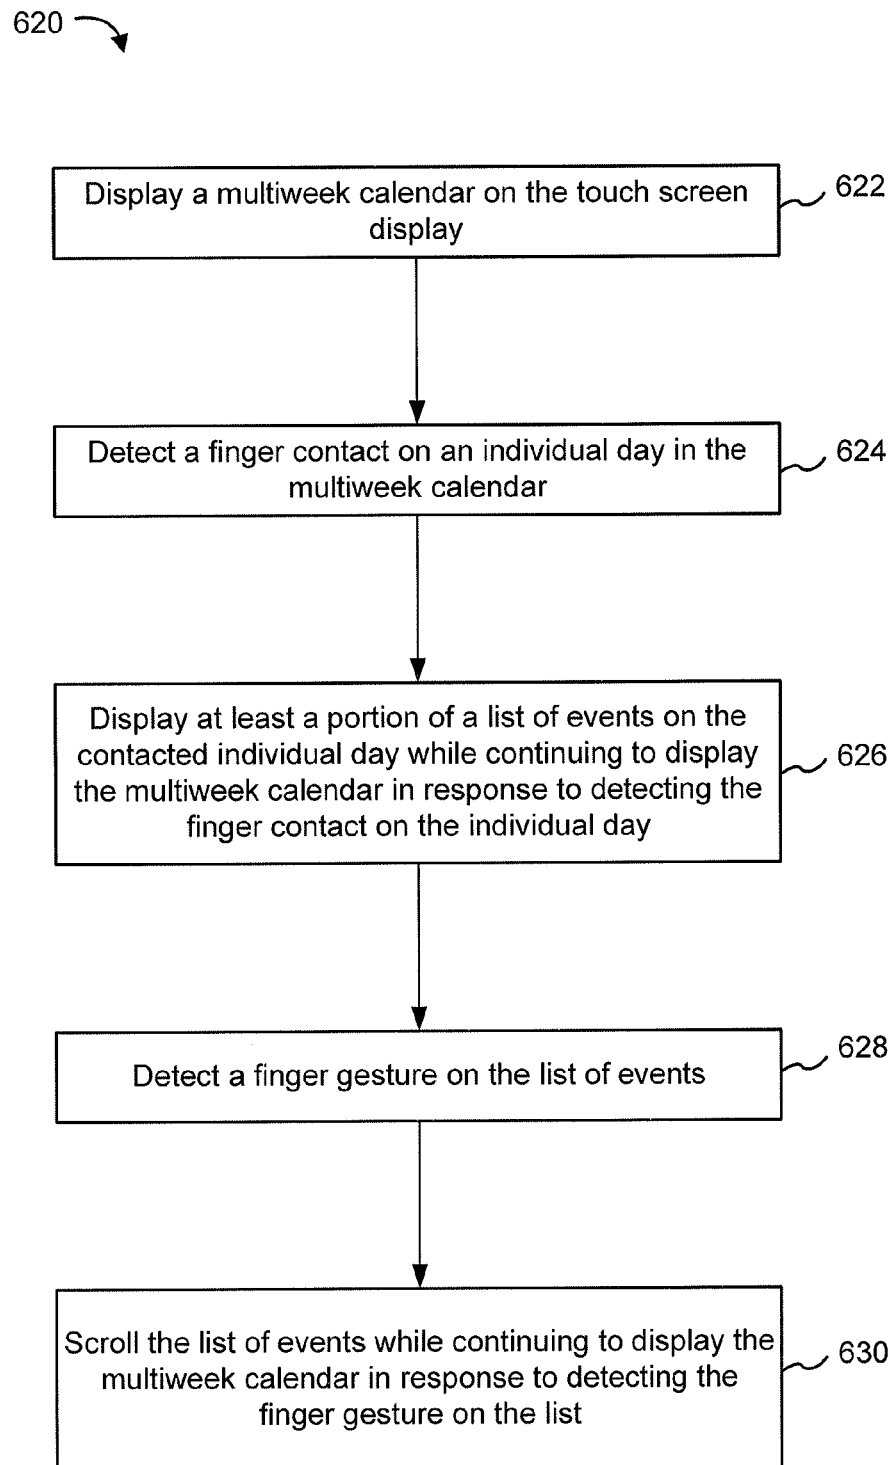 620
Display a multiweek calendar on the touch screen
display
622
Detect a finger contact on an individual day in the
multiweek calendar
624
Display at least a portion of a list of events on the
contacted individual day while continuing to display
the multiweek calendar in response to detecting the
finger contact on the individual day
626
Detect a finger gesture on the list of events
628
Scroll the list of events while continuing to display the
multiweek calendar in response to detecting the
finger gesture on the list
630